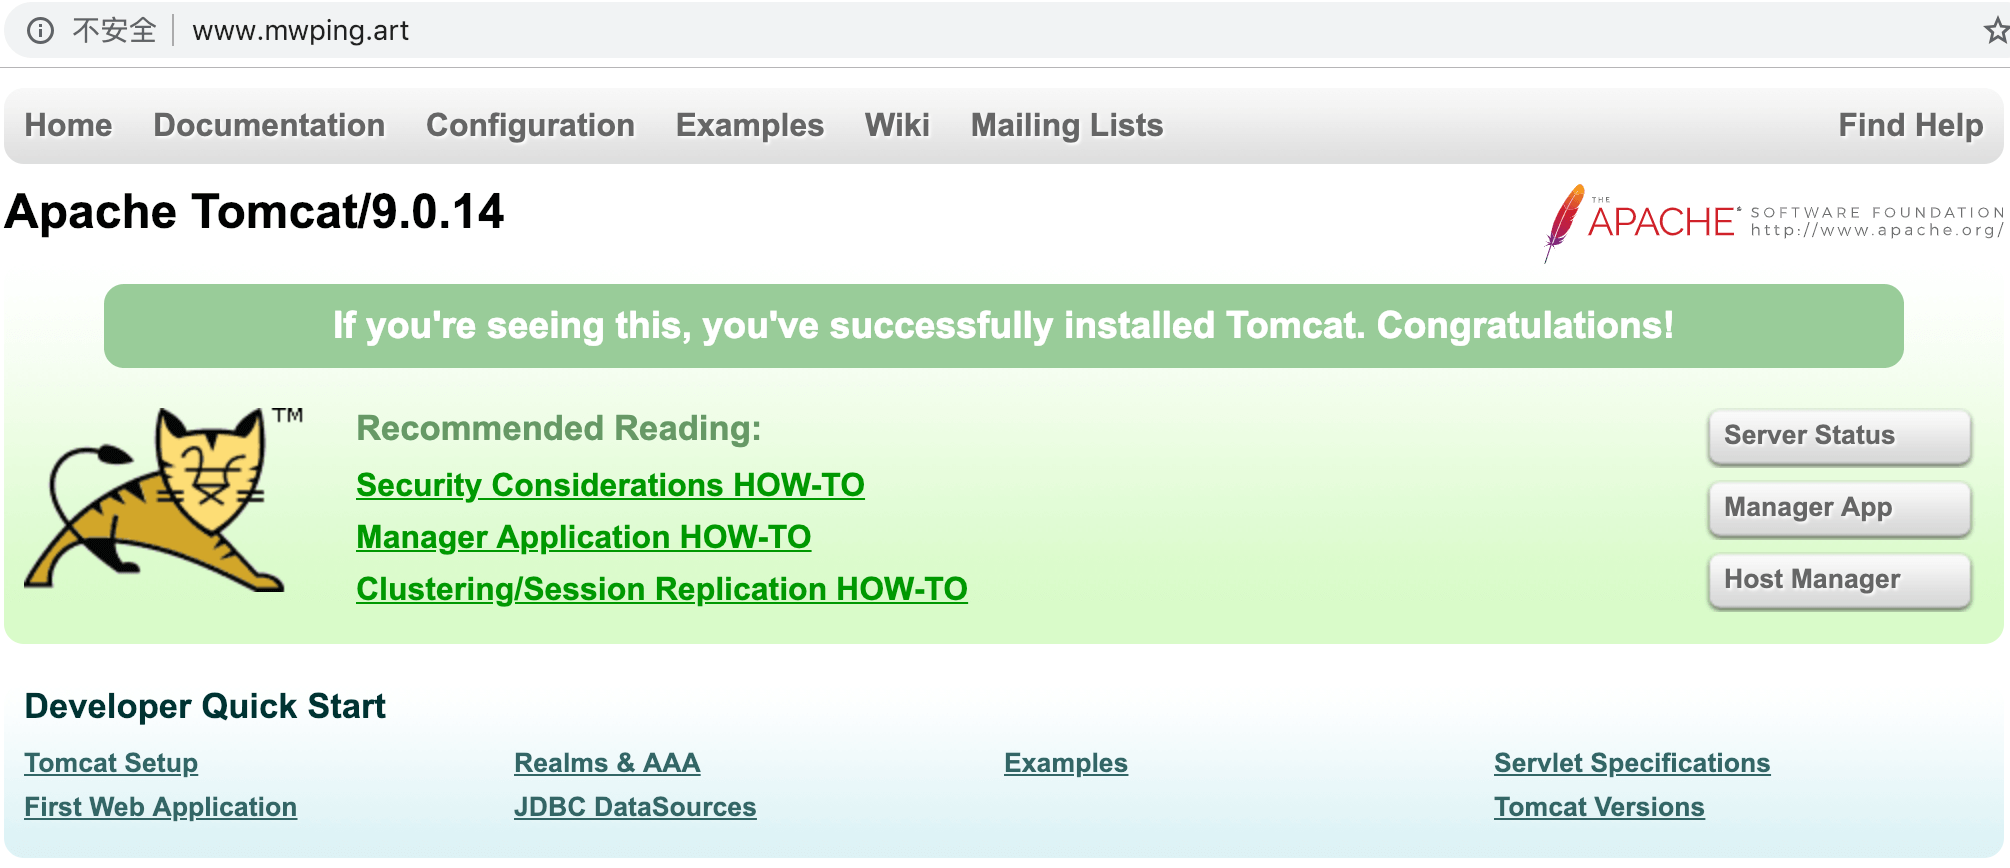 不安全 www.mwping.art
Home Documentation Configuration Examples Wiki Mailing Lists Find Help
Apache Tomcat/9.0.14
THE
APACHE SOFTWARE FOUNDATION
http://www.apache.org/
If you're seeing this, you've successfully installed Tomcat. Congratulations!
TM
Recommended Reading:
Security Considerations HOW-TO
Manager Application HOW-TO
Clustering/Session Replication HOW-TO
Server Status
Manager App
Host Manager
Developer Quick Start
Tomcat Setup
First Web Application
Realms & AAA
JDBC DataSources
Examples
Servlet Specifications
Tomcat Versions